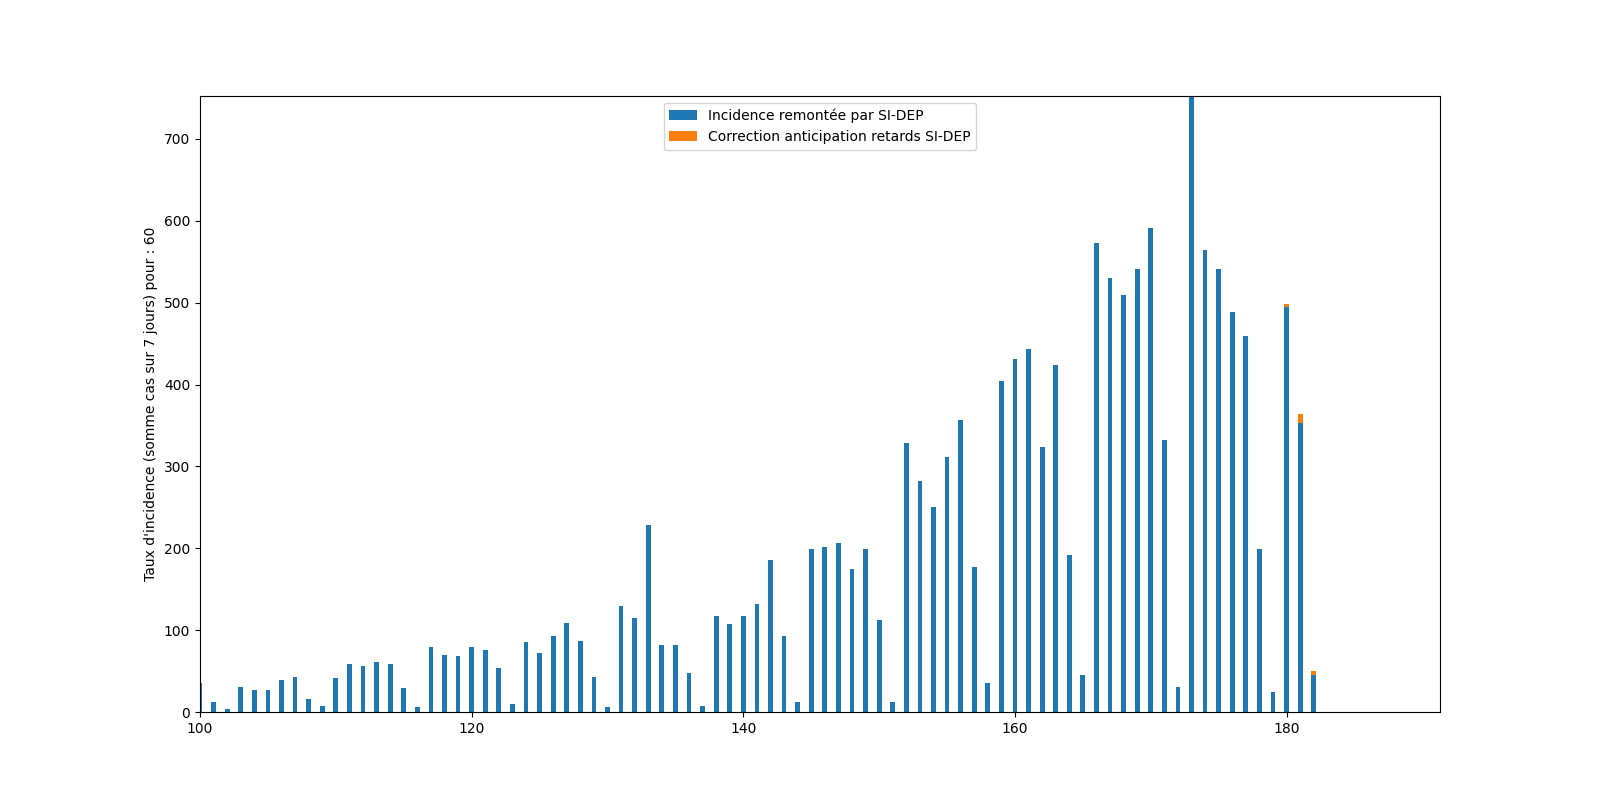 Incidence remontée par SI-DEP
Correction anticipation retards SI-DEP
Taux d'incidence (somme cas sur 7 jours) pour : 60
700
600
500
400
300
200
100
0
100 120 140 160 180